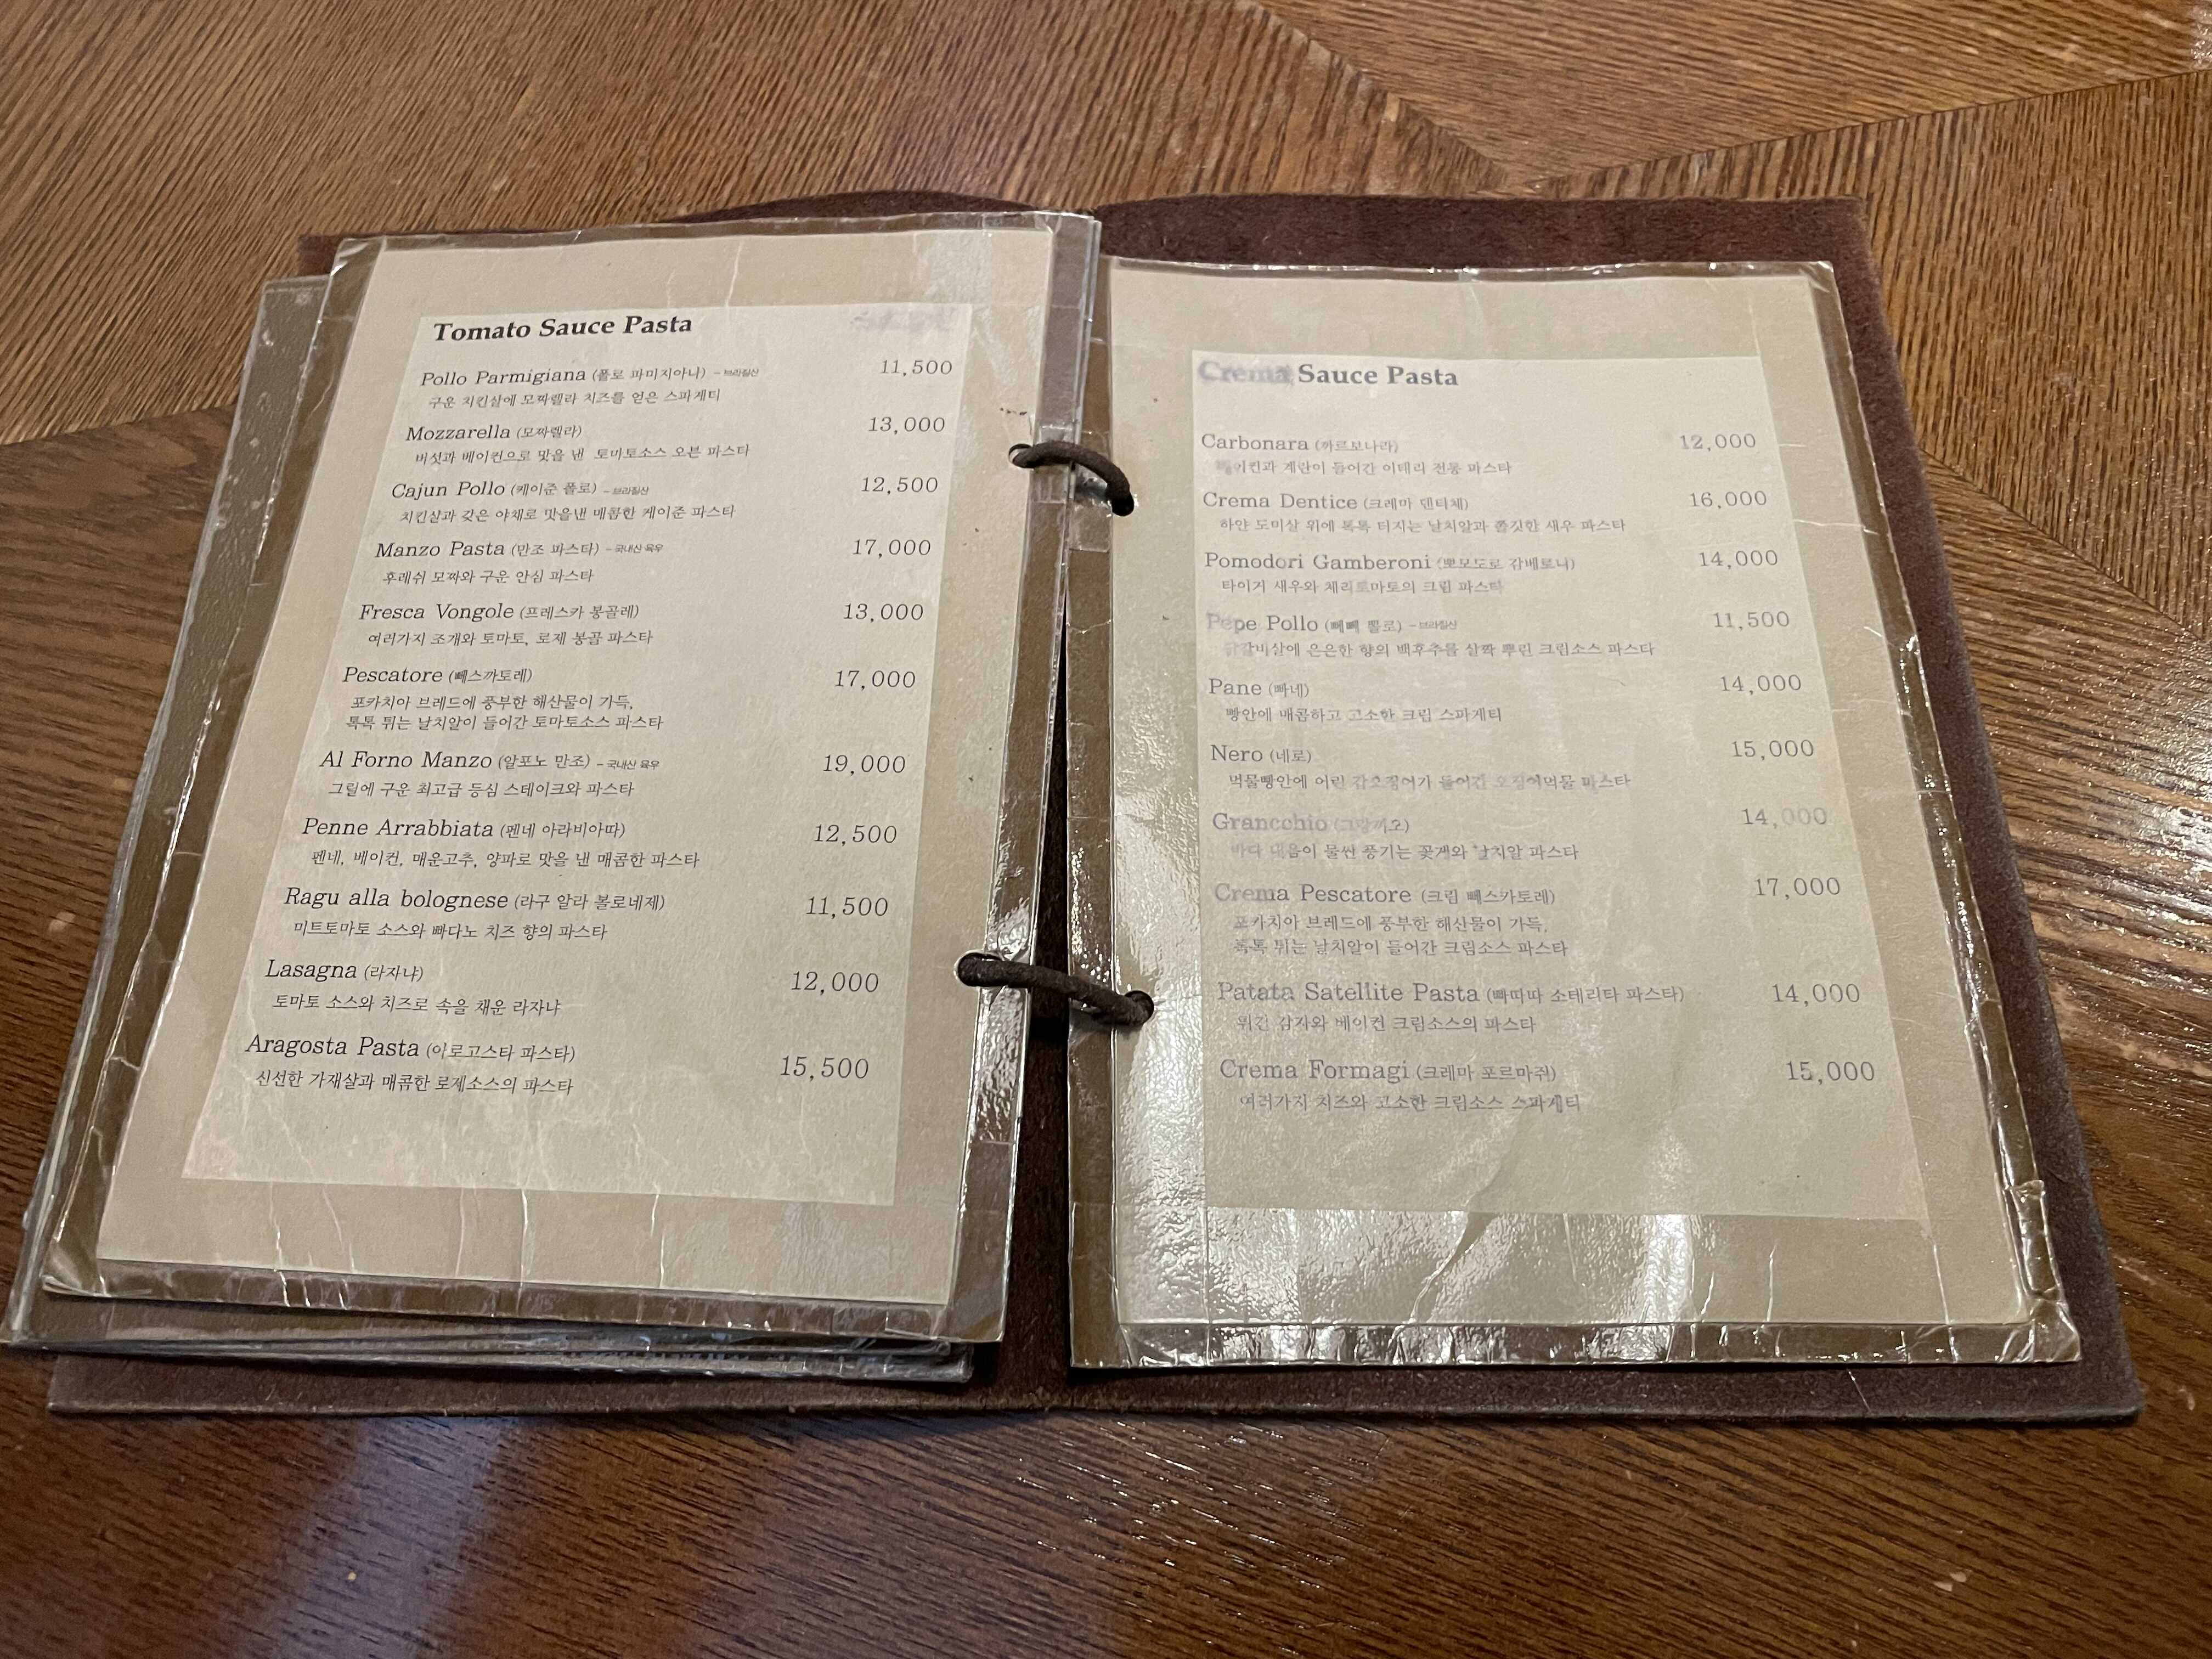 Tomato Sauce Pasta
Pollo Parmigiana (폴로 파미지아나) - 브라질산 11,500
구운 치킨살에 모짜렐라 치즈를 얹은 스파게티
Mozzarella (모짜렐라) 13,000
버섯과 베이컨으로 맛을 낸 토마토소스 오븐 파스타
Cajun Pollo (케이준 폴로) - 브라질산 12,500
치킨살과 갖은 야채로 맛을낸 매콤한 케이준 파스타
Manzo Pasta (만조 파스타) - 국내산 육우 17,000
후레쉬 모짜와 구운 안심 파스타
Fresca Vongole (프레스카 봉골레) 13,000
여러가지 조개와 토마토, 로제 봉골 파스타
Pescatore (빼스까토레) 17,000
포카치아 브레드에 풍부한 해산물이 가득,
톡톡 튀는 날치알이 들어간 토마토소스 파스타
Al Forno Manzo (알포노 만조) - 국내산 육우 19,000
그릴에 구운 최고급 등심 스테이크와 파스타
Penne Arrabbiata (펜네 아라비아따) 12,500
펜네, 베이컨, 매운고추, 양파로 맛을 낸 매콤한 파스타
Ragu alla bolognese (라구 알라 볼로네제) 11,500
미트토마토 소스와 빠다노 치즈 향의 파스타
Lasagna (라자냐) 12,000
토마토 소스와 치즈로 속을 채운 라자냐
Aragosta Pasta (아로고스타 파스타) 15,500
신선한 가재살과 매콤한 로제소스의 파스타
Crema Sauce Pasta
Carbonara (까르보나라) 12,000
베이컨과 계란이 들어간 이태리 전통 파스타
Crema Dentice (크레마 덴티체) 16,000
하얀 도미살 위에 톡톡 터지는 날치알과 쫄깃한 새우 파스타
Pomodori Gamberoni (뽀모도로 감베로니) 14,000
타이거 새우와 체리토마토의 크림 파스타
Pepe Pollo (빼빼 뽈로) - 브라질산 11,500
닭갈비살에 은은한 향의 백후추를 살짝 뿌린 크림소스 파스타
Pane (빠네) 14,000
빵안에 매콤하고 고소한 크림 스파게티
Nero (네로) 15,000
먹물빵안에 어린 갑오징어가 들어간 오징어먹물 파스타
Grancchio 14,000
바다 내음이 물씬 풍기는 꽃게와 날치알 파스타
Crema Pescatore (크림 빼스카토레) 17,000
포카치아 브레드에 풍부한 해산물이 가득,
톡톡 튀는 날치알이 들어간 크림소스 파스타
Patata Satellite Pasta (빠따따 소테리타 파스타) 14,000
튀긴 감자와 베이컨 크림소스의 파스타
Crema Formagi (크레마 포르마쥐) 15,000
여러가지 치즈와 고소한 크림소스 스파게티